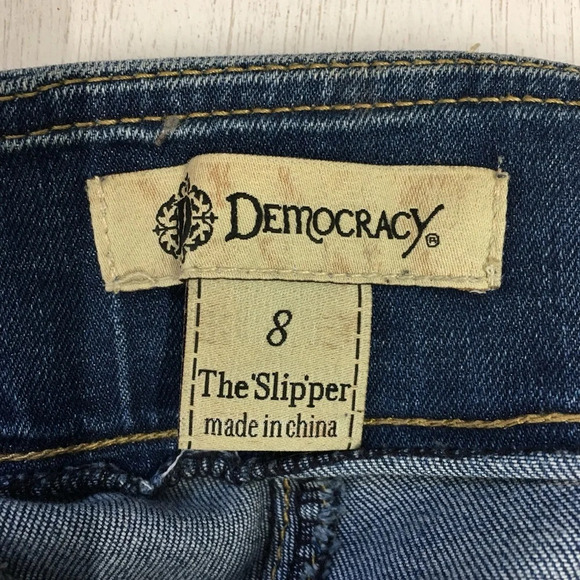 DEMOCRACY®
8
The 'Slipper
made in china